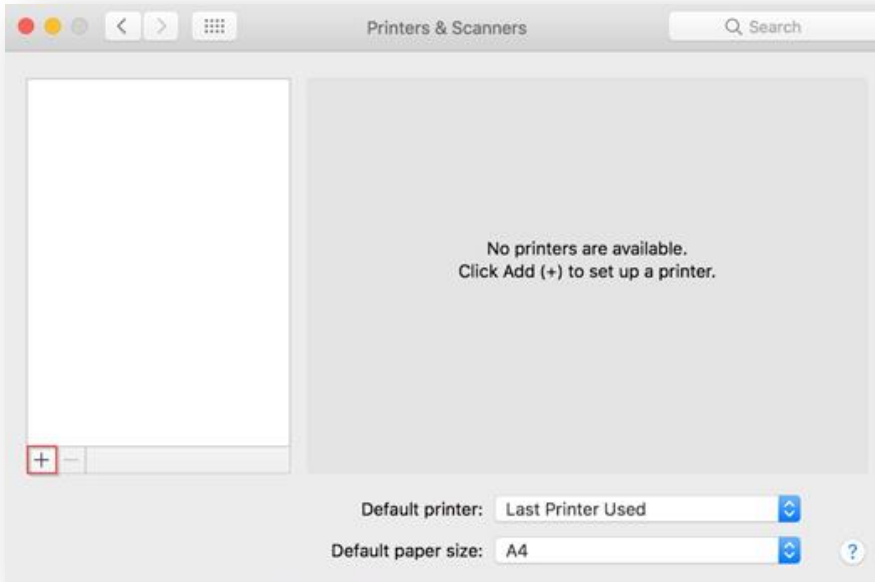 Printers & Scanners
Search
No printers are available.
Click Add (+) to set up a printer.
+ −
Default printer: Last Printer Used
Default paper size: A4
?